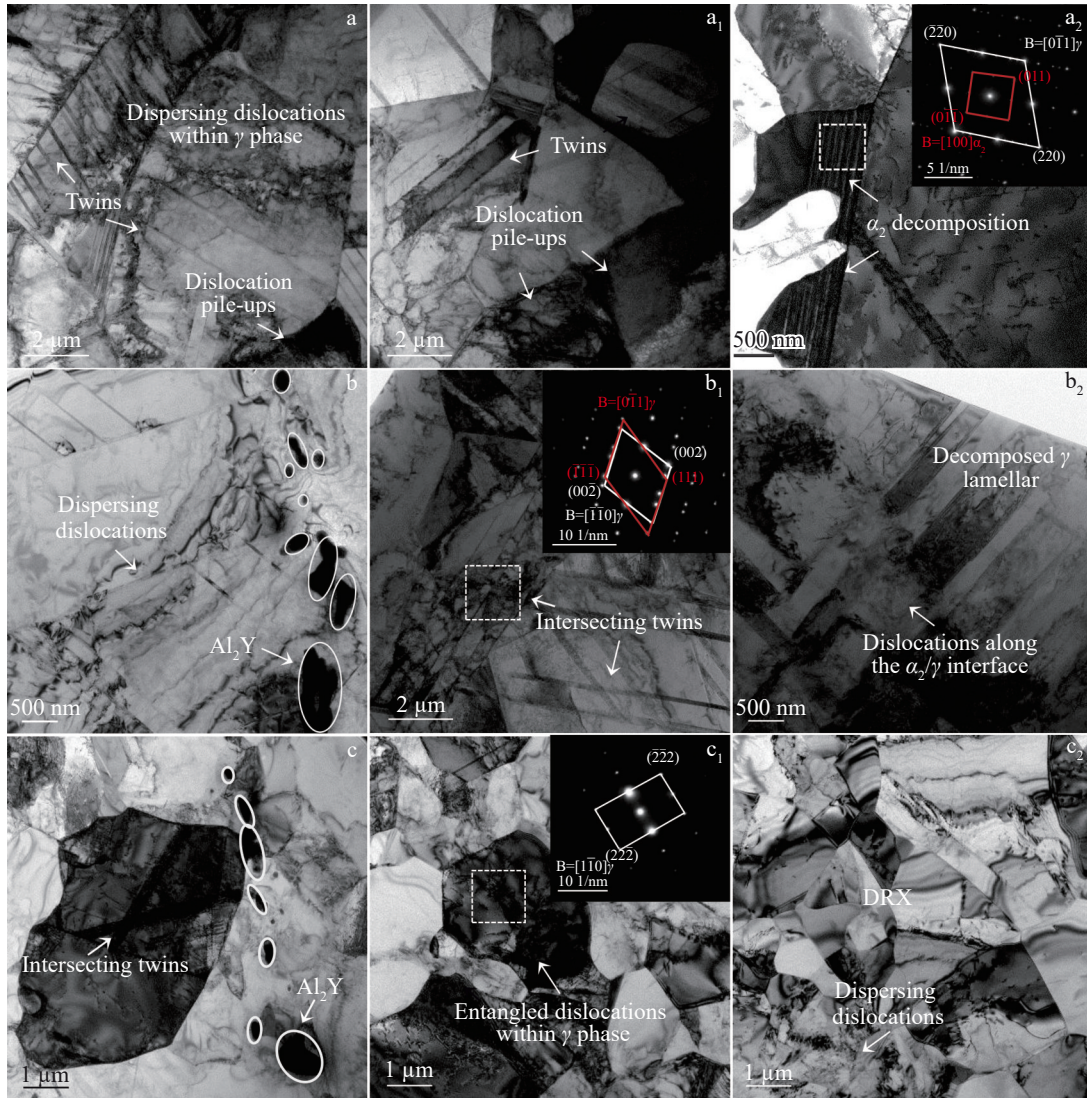 a
Dispersing dislocations
within γ phase
Twins
Dislocation
pile-ups
2 μm
a₁
Twins
Dislocation
pile-ups
2 μm
a₂
(2̅2̅0)
B=[01̅1]γ
(011)
(01̅1̅)
B=[100]α₂
(220)
5 1/nm
α₂ decomposition
500 nm
b
Dispersing
dislocations
Al₂Y
500 nm
b₁
B=[01̅1]γ
(002)
(1̅1̅1̅)
(111)
(002̅)
B=[1̅10]γ
10 1/nm
Intersecting twins
2 μm
b₂
Decomposed γ
lamellar
Dislocations along
the α₂/γ interface
500 nm
c
Intersecting twins
Al₂Y
1 μm
c₁
(2̅2̅2)
(222̅)
B=[11̅0]γ
10 1/nm
Entangled dislocations
within γ phase
1 μm
c₂
DRX
Dispersing
dislocations
1 μm